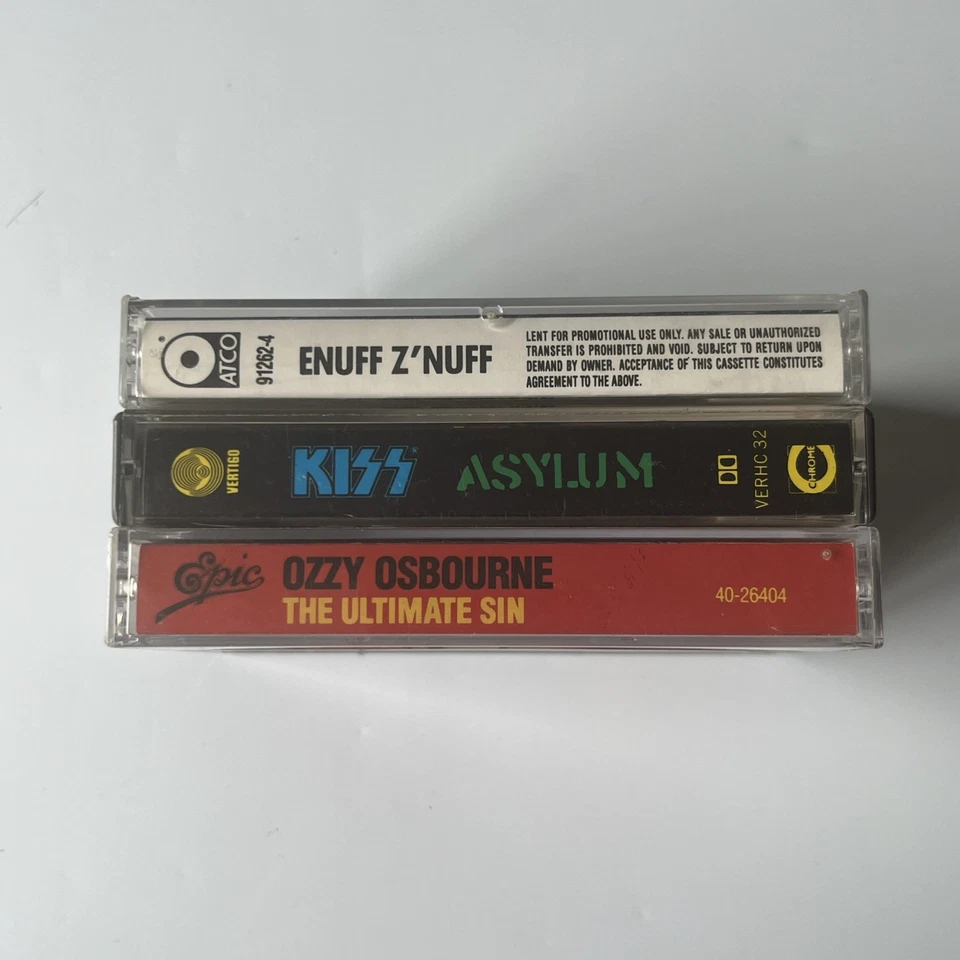 ATCO
91262-4
ENUFF Z'NUFF
LENT FOR PROMOTIONAL USE ONLY. ANY SALE OR UNAUTHORIZED
TRANSFER IS PROHIBITED AND VOID. SUBJECT TO RETURN UPON
DEMAND BY OWNER. ACCEPTANCE OF THIS CASSETTE CONSTITUTES
AGREEMENT TO THE ABOVE.
VERTIGO
KISS ASYLUM
VERHC 32
CHROME
Epic
OZZY OSBOURNE
THE ULTIMATE SIN
40-26404